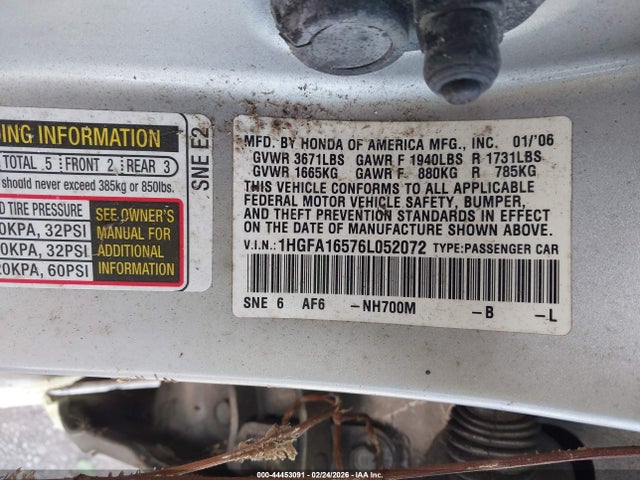 ING INFORMATION
TOTAL 5 FRONT 2 REAR 3
should never exceed 385kg or 850lbs.
D TIRE PRESSURE
0KPA, 32PSI
0KPA, 32PSI
20KPA, 60PSI
SEE OWNER'S
MANUAL FOR
ADDITIONAL
INFORMATION
SNE E2
MFD. BY HONDA OF AMERICA MFG., INC. 01/'06
GVWR 3671LBS GAWR F 1940LBS R 1731LBS
GVWR 1665KG GAWR F 880KG R 785KG
THIS VEHICLE CONFORMS TO ALL APPLICABLE
FEDERAL MOTOR VEHICLE SAFETY, BUMPER,
AND THEFT PREVENTION STANDARDS IN EFFECT
ON THE DATE OF MANUFACTURE SHOWN ABOVE.
V.I.N.: 1HGFA16576L052072 TYPE: PASSENGER CAR
SNE 6 AF6 -NH700M -B -L
000-44453091 - 02/24/2026 - IAA Inc.